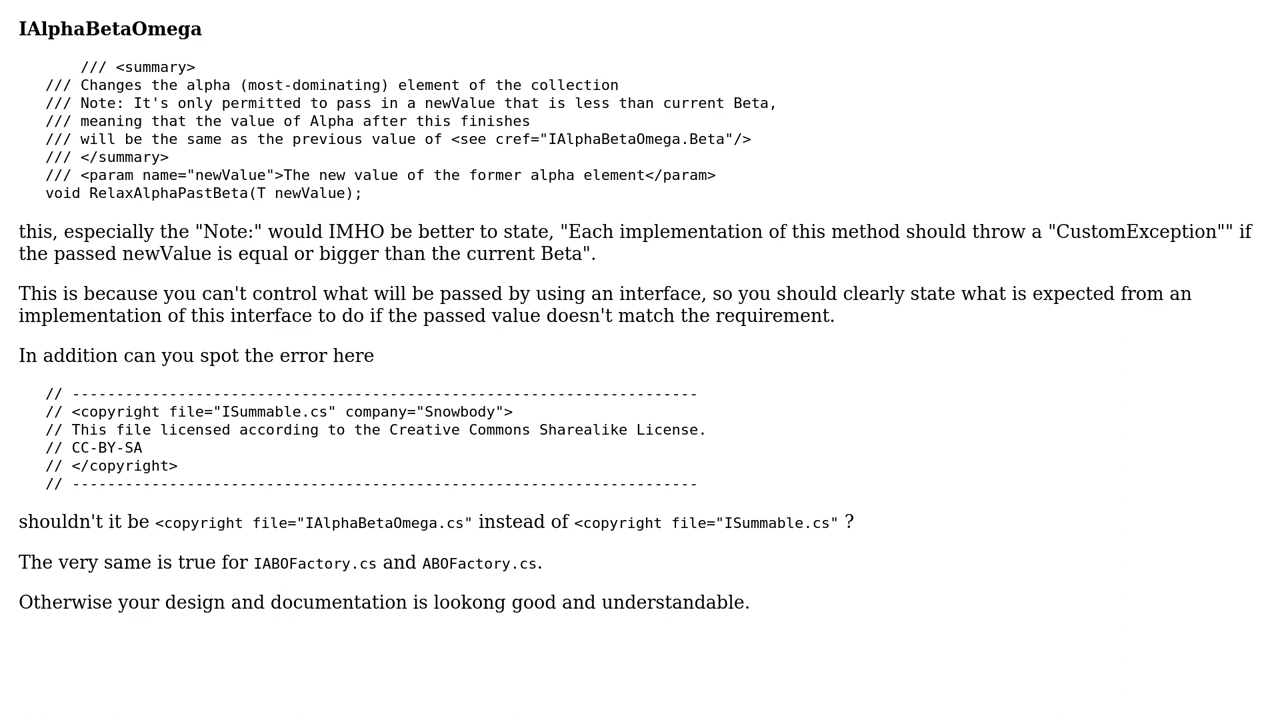 IAlphaBetaOmega
/// <summary>
/// Changes the alpha (most-dominating) element of the collection
/// Note: It's only permitted to pass in a newValue that is less than current Beta,
/// meaning that the value of Alpha after this finishes
/// will be the same as the previous value of <see cref="IAlphaBetaOmega.Beta"/>
/// </summary>
/// <param name="newValue">The new value of the former alpha element</param>
void RelaxAlphaPastBeta(T newValue);
this, especially the "Note:" would IMHO be better to state, "Each implementation of this method should throw a "CustomException"" if
the passed newValue is equal or bigger than the current Beta".
This is because you can't control what will be passed by using an interface, so you should clearly state what is expected from an
implementation of this interface to do if the passed value doesn't match the requirement.
In addition can you spot the error here
// -----------------------------------------------------------------------
// <copyright file="ISummable.cs" company="Snowbody">
// This file licensed according to the Creative Commons Sharealike License.
// CC-BY-SA
// </copyright>
// -----------------------------------------------------------------------
shouldn't it be <copyright file="IAlphaBetaOmega.cs" instead of <copyright file="ISummable.cs" ?
The very same is true for IABOFactory.cs and ABOFactory.cs.
Otherwise your design and documentation is lookong good and understandable.